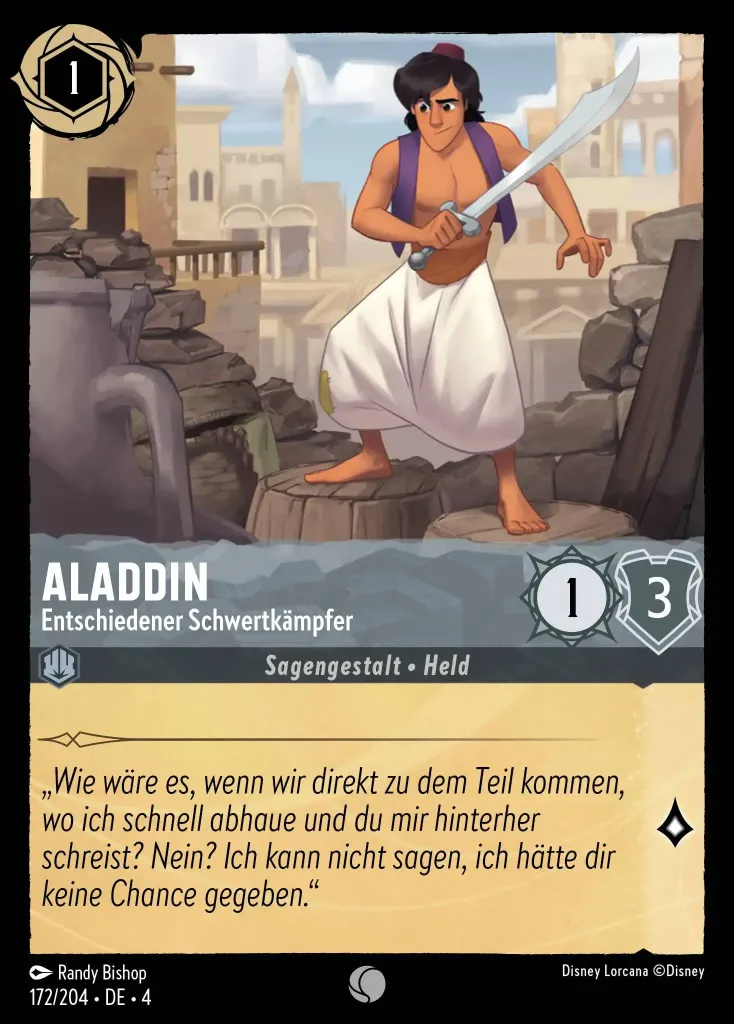 1
ALADDIN
Entschiedener Schwertkämpfer
1
3
Sagengestalt • Held
„Wie wäre es, wenn wir direkt zu dem Teil kommen,
wo ich schnell abhaue und du mir hinterher
schreist? Nein? Ich kann nicht sagen, ich hätte dir
keine Chance gegeben.“
Randy Bishop
Disney Lorcana ©Disney
172/204 • DE • 4